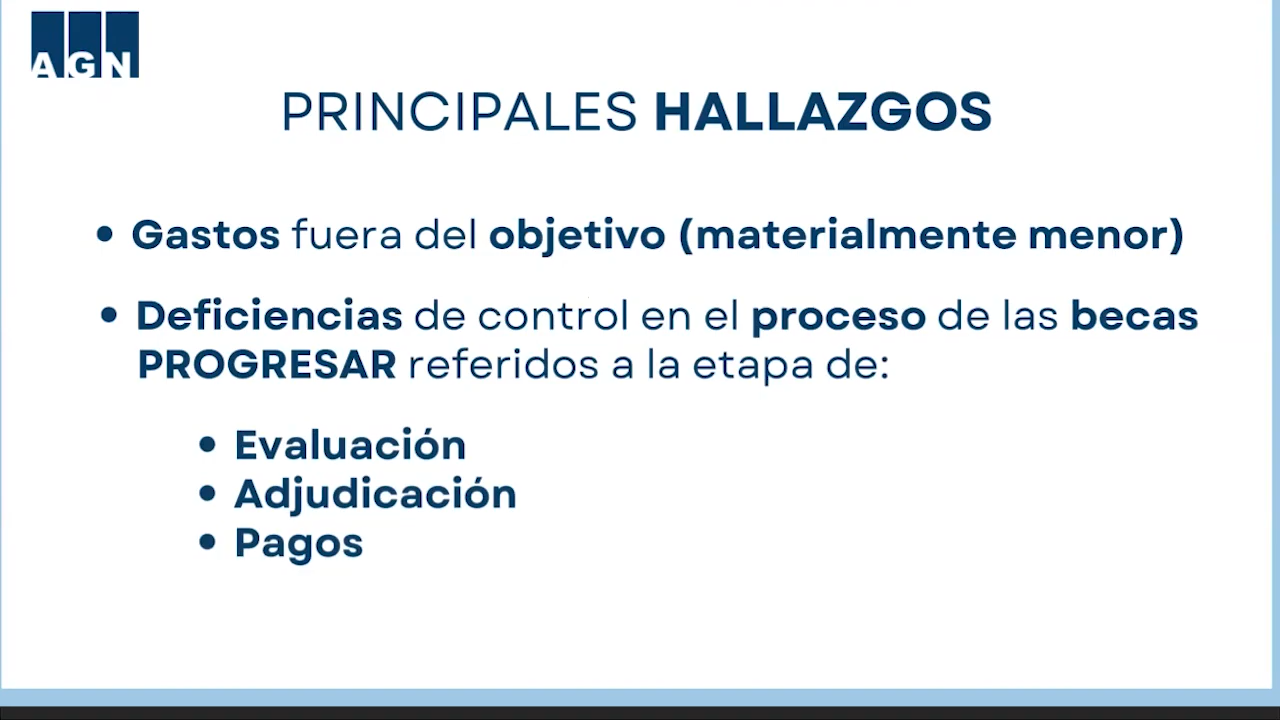 AGN
PRINCIPALES HALLAZGOS
• Gastos fuera del objetivo (materialmente menor)
• Deficiencias de control en el proceso de las becas
PROGRESAR referidos a la etapa de:
• Evaluación
• Adjudicación
• Pagos